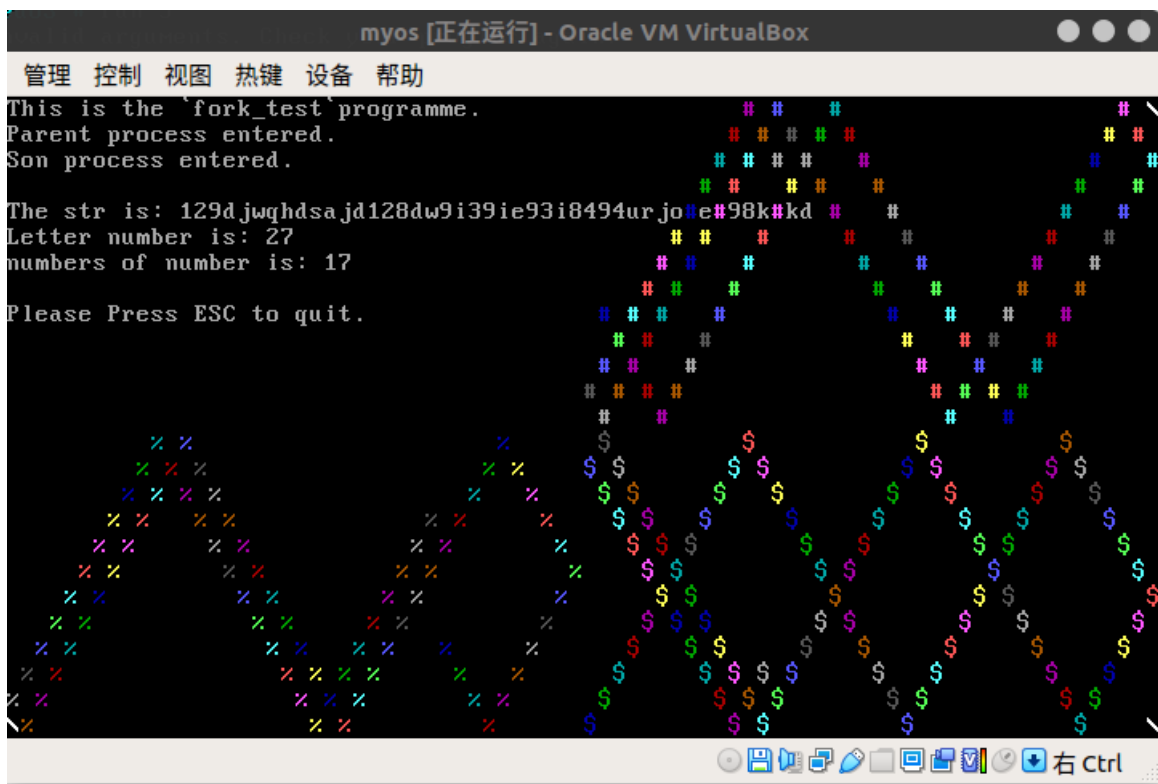 myos [正在运行] - Oracle VM VirtualBox
管理 控制 视图 热键 设备 帮助
This is the `fork_test`programme.
Parent process entered.
Son process entered.
The str is: 129djwqhdsajd128dw9i39ie93i8494urjo#e#98k#kd
Letter number is: 27
numbers of number is: 17
Please Press ESC to quit.
右 Ctrl